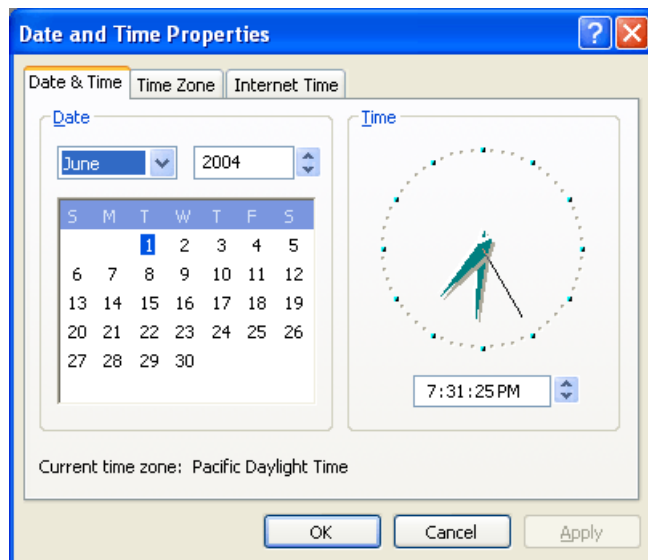 Date and Time Properties
Date & Time Time Zone Internet Time
Date
June 2004
S M T W T F S
1 2 3 4 5
6 7 8 9 10 11 12
13 14 15 16 17 18 19
20 21 22 23 24 25 26
27 28 29 30
Time
7:31:25 PM
Current time zone: Pacific Daylight Time
OK Cancel Apply